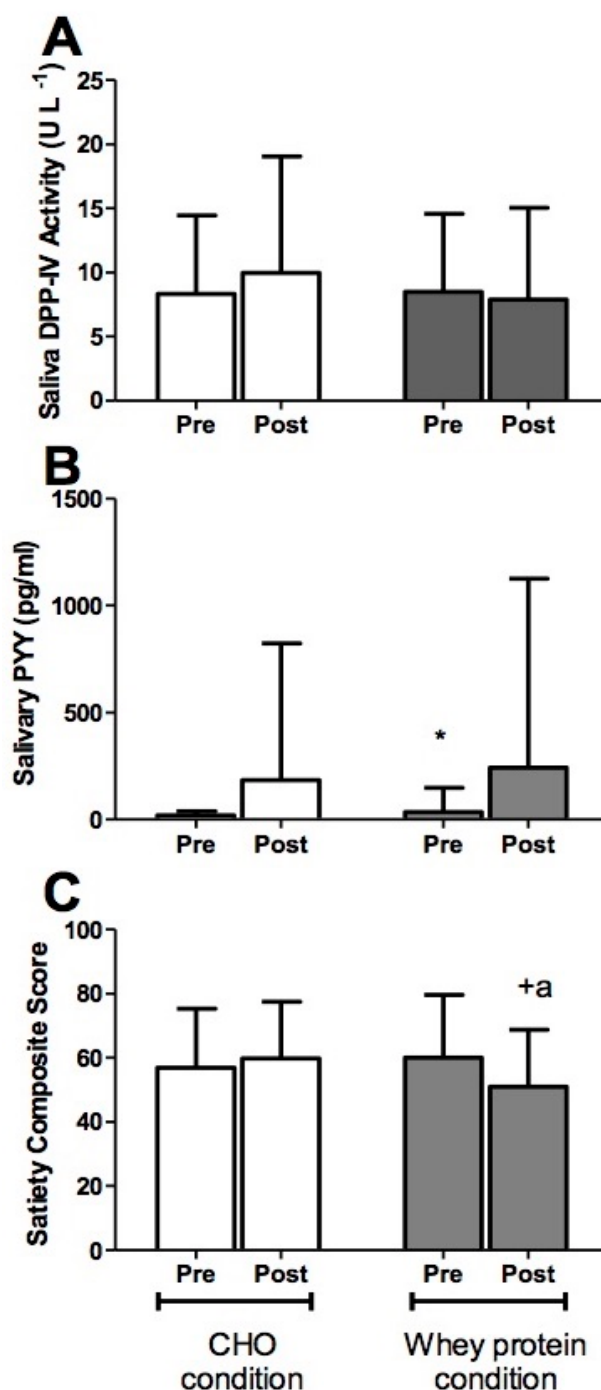 A
Saliva DPP-IV Activity (U L⁻¹)
25
20
15
10
5
0
Pre Post Pre Post
B
Salivary PYY (pg/ml)
1500
1000
500
0
*
Pre Post Pre Post
C
Satiety Composite Score
100
80
60
40
20
0
+a
Pre Post Pre Post
CHO Whey protein
condition condition